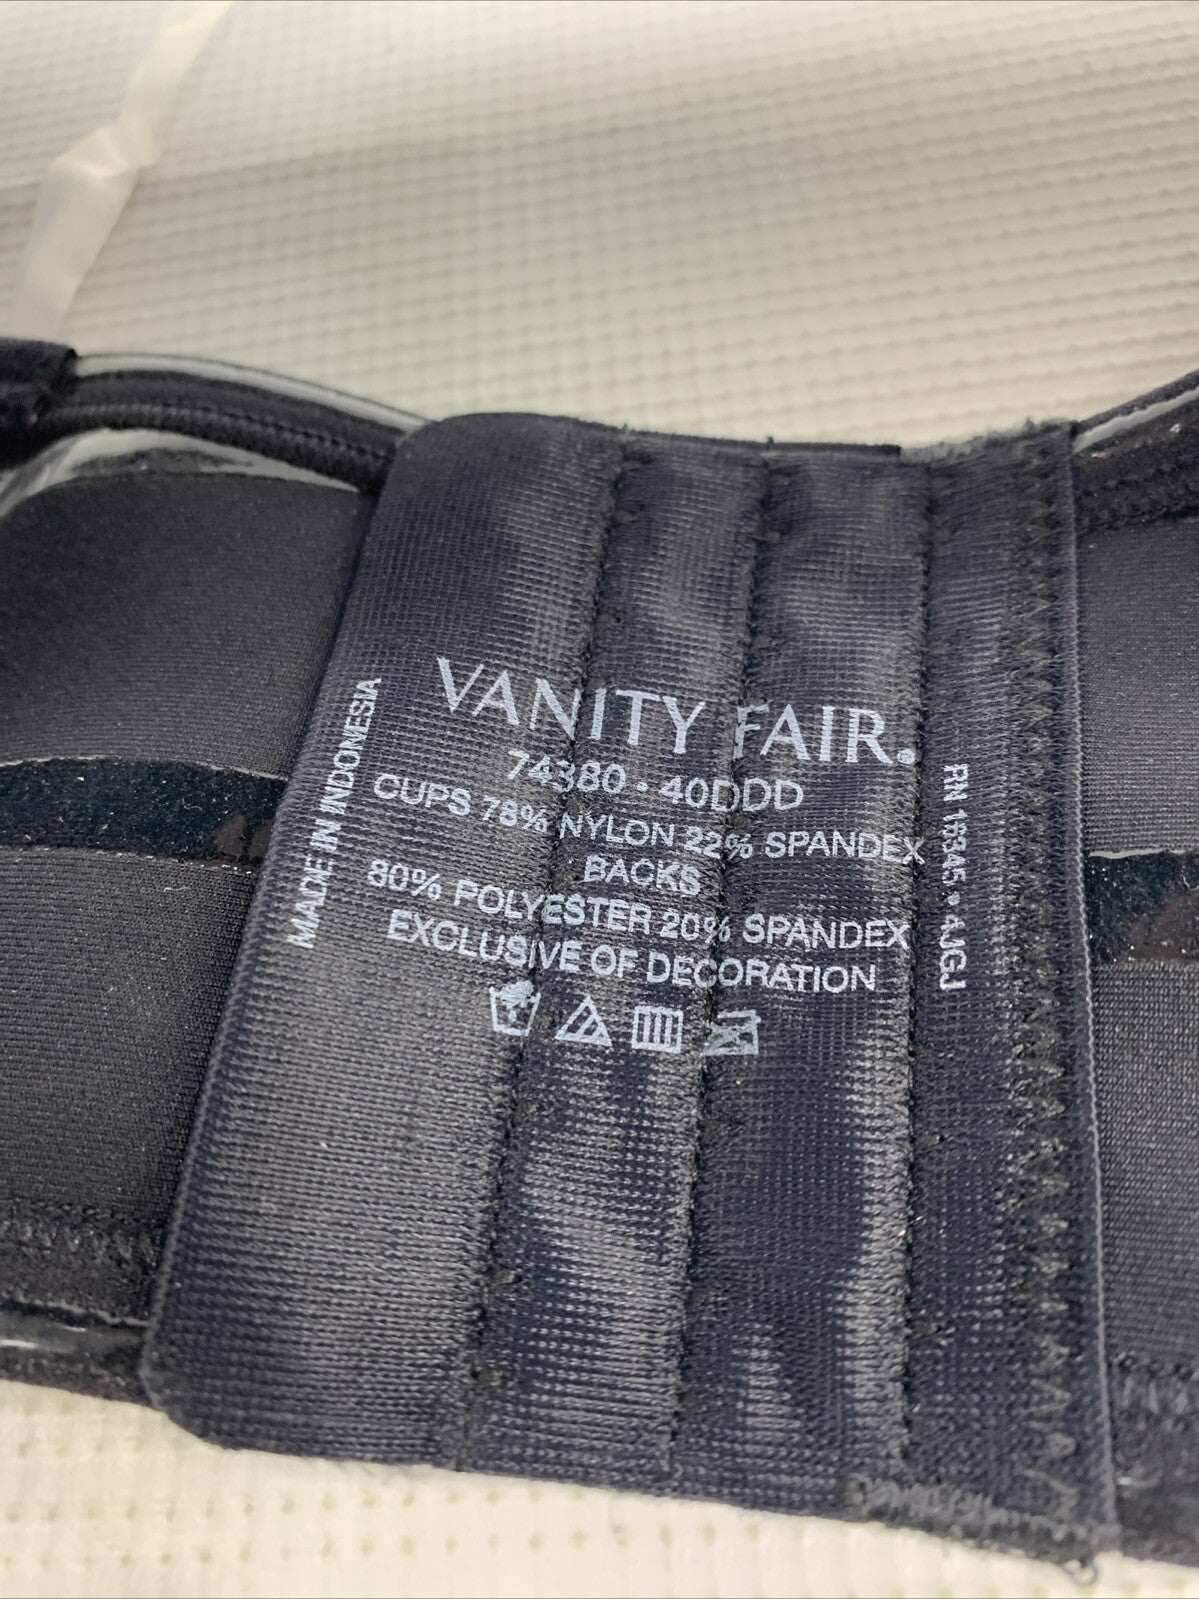 VANITY FAIR®
74380 • 40DDD
CUPS 78% NYLON 22% SPANDEX
BACKS
80% POLYESTER 20% SPANDEX
EXCLUSIVE OF DECORATION
MADE IN INDONESIA
RN 18345 • 4JGJ